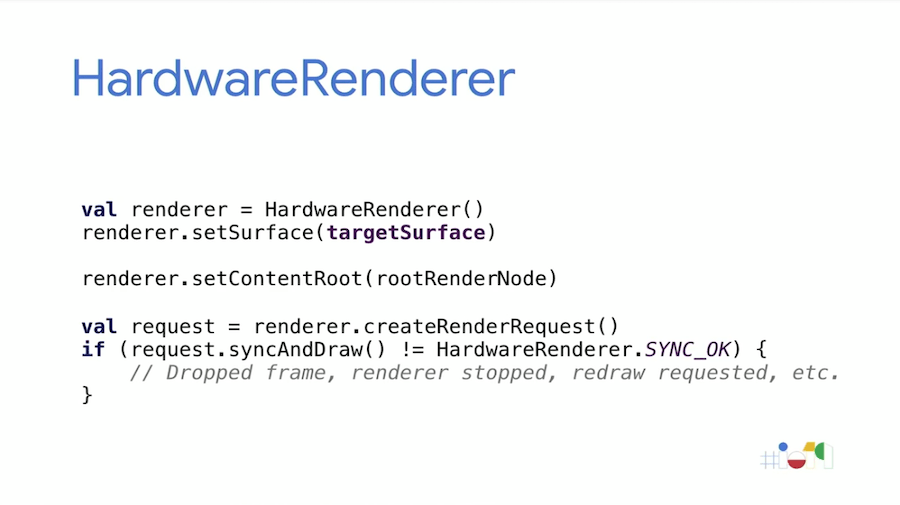 HardwareRenderer
val renderer = HardwareRenderer()
renderer.setSurface(targetSurface)
renderer.setContentRoot(rootRenderNode)
val request = renderer.createRenderRequest()
if (request.syncAndDraw() != HardwareRenderer.SYNC_OK) {
    // Dropped frame, renderer stopped, redraw requested, etc.
}
#io19